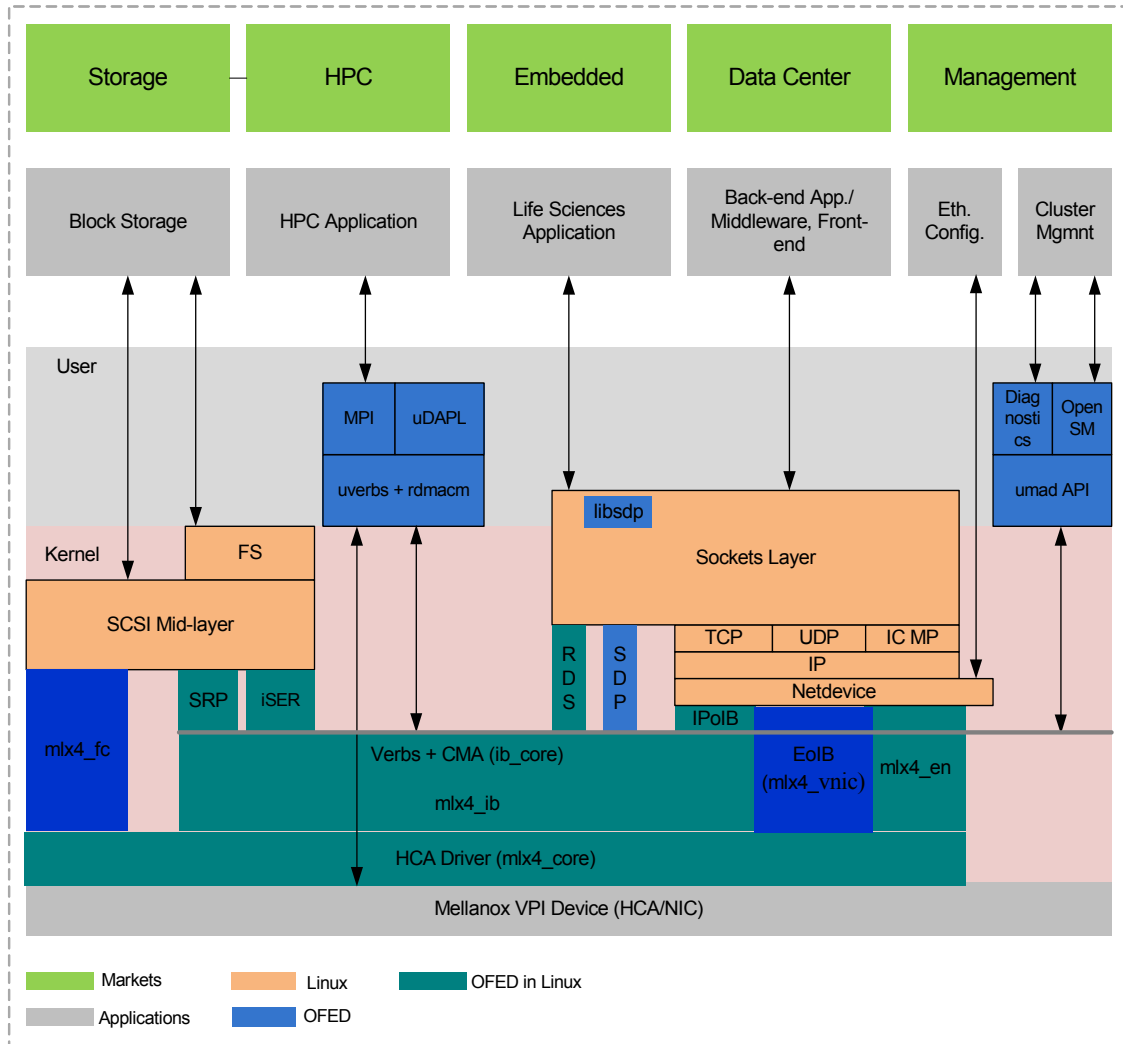 Storage
HPC
Embedded
Data Center
Management
Block Storage
HPC Application
Life Sciences
Application
Back-end App./
Middleware, Front-
end
Eth.
Config.
Cluster
Mgmnt
User
MPI
uDAPL
uverbs + rdmacm
Diag
nosti
cs
Open
SM
umad API
libsdp
Sockets Layer
Kernel
FS
SCSI Mid-layer
TCP
UDP
IC MP
IP
Netdevice
R
D
S
S
D
P
SRP
iSER
IPoIB
mlx4_fc
Verbs + CMA (ib_core)
mlx4_ib
EoIB
(mlx4_vnic)
mlx4_en
HCA Driver (mlx4_core)
Mellanox VPI Device (HCA/NIC)
Markets
Linux
OFED in Linux
Applications
OFED